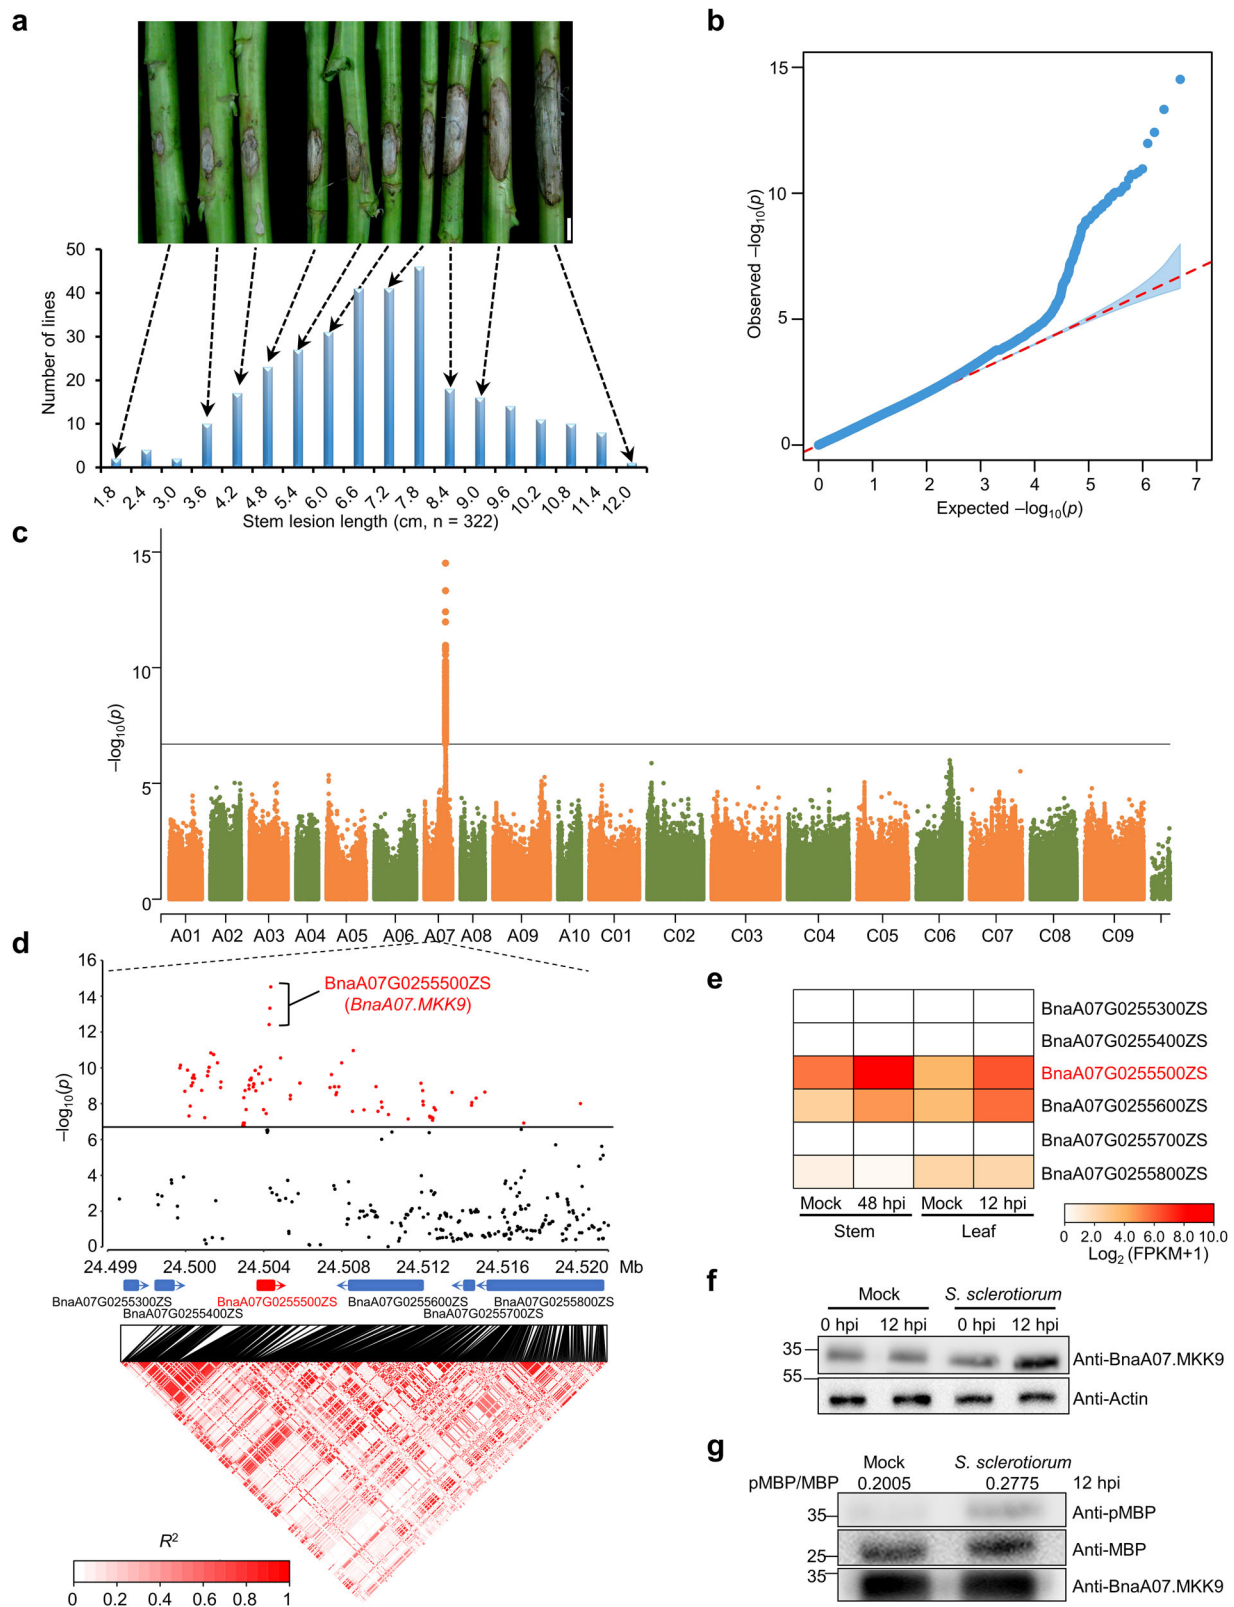 a
50
40
30
20
10
0
Number of lines
1.8 2.4 3.0 3.6 4.2 4.8 5.4 6.0 6.6 7.2 7.8 8.4 9.0 9.6 10.2 10.8 11.4 12.0
Stem lesion length (cm, n = 322)
b
15
10
5
0
Observed –log10(p)
0 1 2 3 4 5 6 7
Expected –log10(p)
c
15
10
5
0
–log10(p)
A01 A02 A03 A04 A05 A06 A07 A08 A09 A10 C01 C02 C03 C04 C05 C06 C07 C08 C09
d
16
14
12
10
8
6
4
2
0
–log10(p)
BnaA07G0255500ZS
(BnaA07.MKK9)
24.499 24.500 24.504 24.508 24.512 24.516 24.520 Mb
BnaA07G0255300ZS BnaA07G0255500ZS BnaA07G0255600ZS BnaA07G0255800ZS
BnaA07G0255400ZS BnaA07G0255700ZS
R2
0 0.2 0.4 0.6 0.8 1
e
BnaA07G0255300ZS
BnaA07G0255400ZS
BnaA07G0255500ZS
BnaA07G0255600ZS
BnaA07G0255700ZS
BnaA07G0255800ZS
Mock 48 hpi Mock 12 hpi
Stem Leaf
0 2.0 4.0 6.0 8.0 10.0
Log2 (FPKM+1)
f
Mock S. sclerotiorum
0 hpi 12 hpi 0 hpi 12 hpi
35
Anti-BnaA07.MKK9
55
Anti-Actin
g
Mock S. sclerotiorum
pMBP/MBP 0.2005 0.2775 12 hpi
35
Anti-pMBP
Anti-MBP
25
35
Anti-BnaA07.MKK9